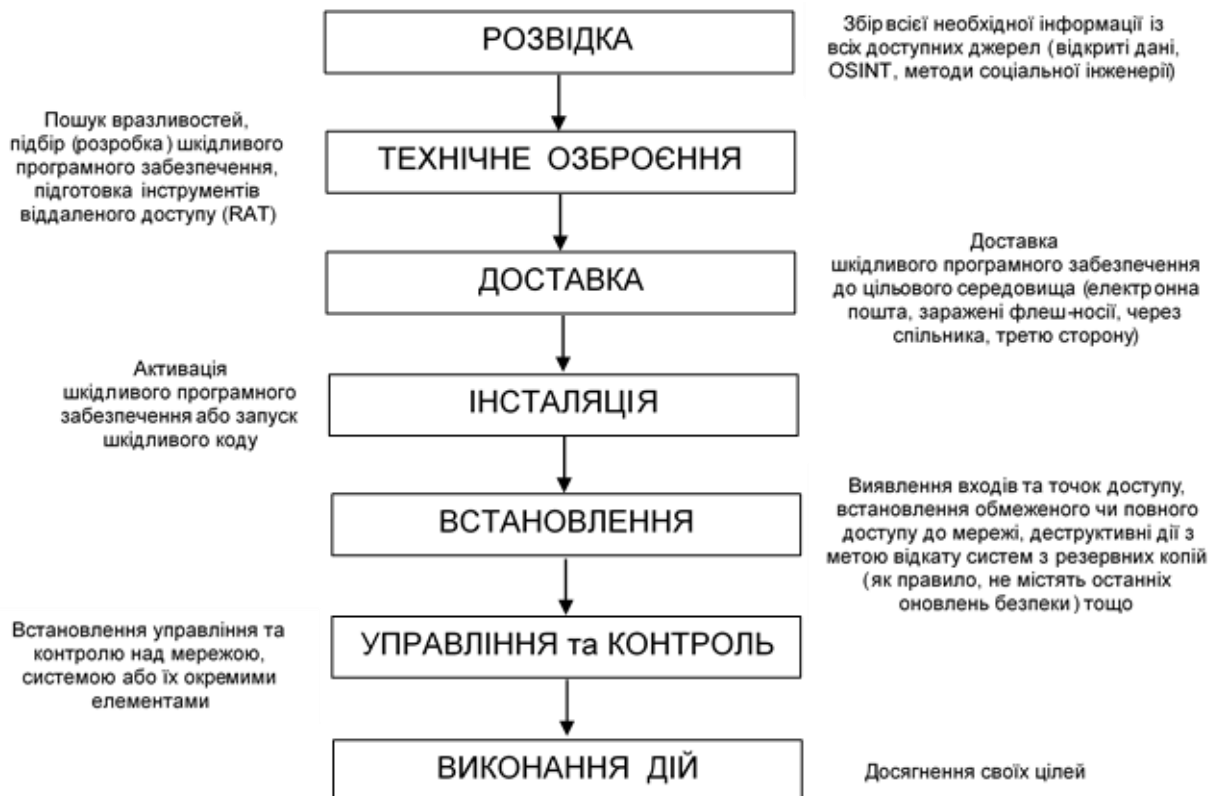 РОЗВІДКА
Збір всієї необхідної інформації із
всіх доступних джерел (відкриті дані,
OSINT, методи соціальної інженерії)
Пошук вразливостей,
підбір (розробка) шкідливого
програмного забезпечення,
підготовка інструментів
віддаленого доступу (RAT)
ТЕХНІЧНЕ ОЗБРОЄННЯ
ДОСТАВКА
Доставка
шкідливого програмного забезпечення
до цільового середовища (електронна
пошта, заражені флеш-носії, через
спільника, третю сторону)
Активація
шкідливого програмного
забезпечення або запуск
шкідливого коду
ІНСТАЛЯЦІЯ
ВСТАНОВЛЕННЯ
Виявлення входів та точок доступу,
встановлення обмеженого чи повного
доступу до мережі, деструктивні дії з
метою відкату систем з резервних копій
(як правило, не містять останніх
оновлень безпеки) тощо
Встановлення управління та
контролю над мережою,
системою або їх окремими
елементами
УПРАВЛІННЯ та КОНТРОЛЬ
ВИКОНАННЯ ДІЙ
Досягнення своїх цілей